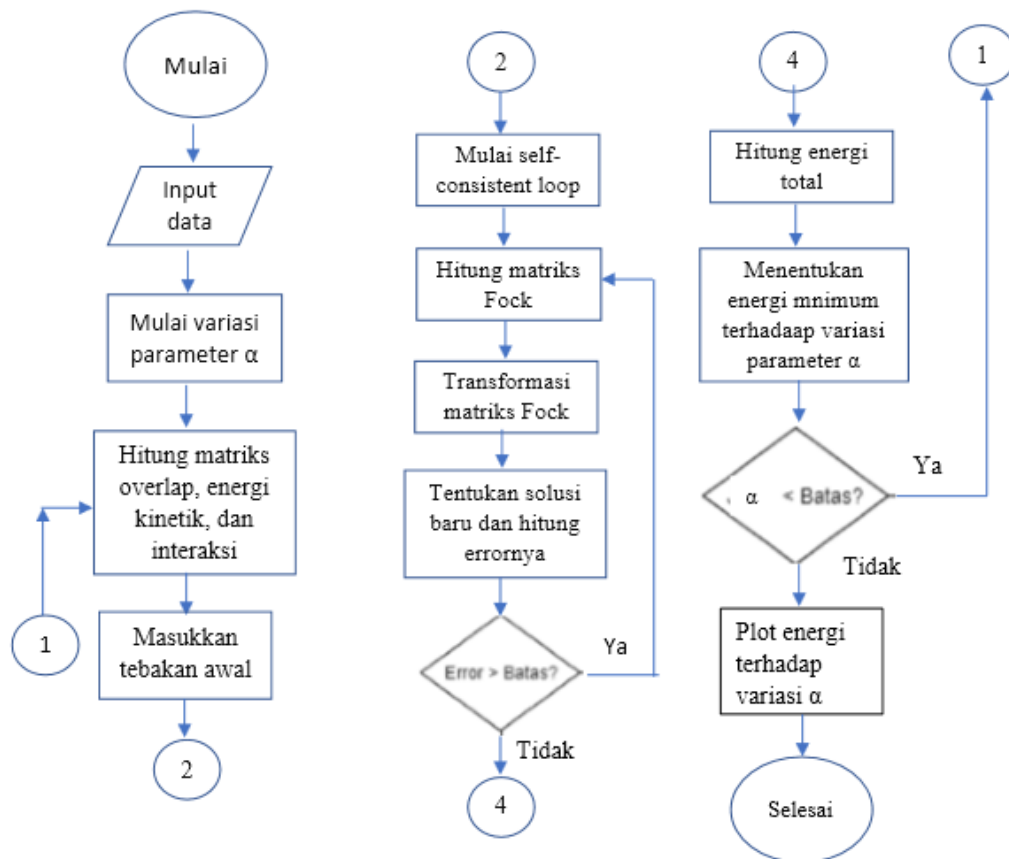 Mulai
Input
data
Mulai variasi
parameter α
Hitung matriks
overlap, energi
kinetik, dan
interaksi
1
Masukkan
tebakan awal
2
2
Mulai self-
consistent loop
Hitung matriks
Fock
Transformasi
matriks Fock
Tentukan solusi
baru dan hitung
errornya
Error > Batas?
Ya
Tidak
4
4
Hitung energi
total
Menentukan
energi mnimum
terhadaap variasi
parameter α
α < Batas?
Ya
1
Tidak
Plot energi
terhadap
variasi α
Selesai